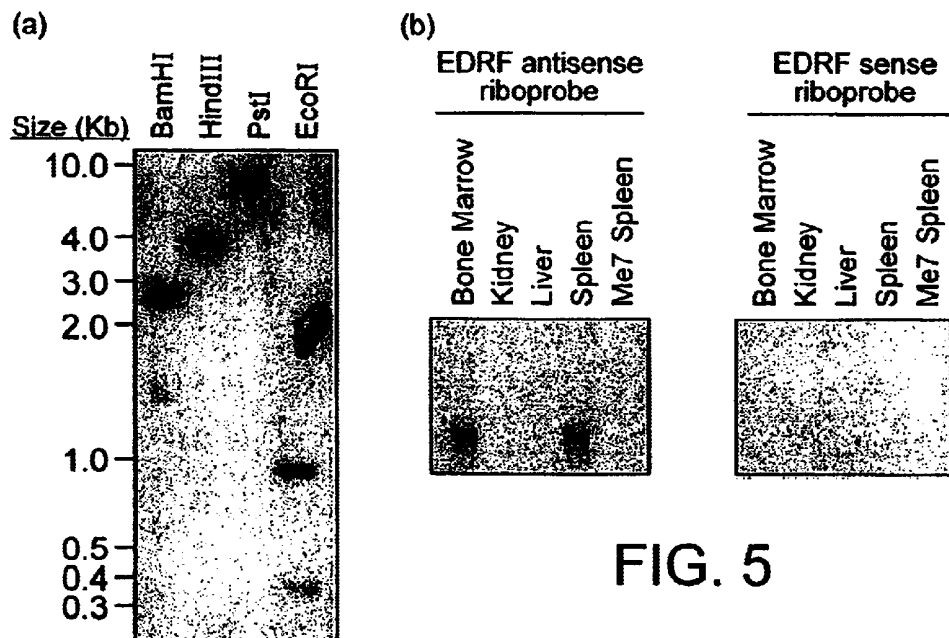 (a)
BamHI
HindIII
PstI
EcoRI
Size (Kb)
10.0
4.0
3.0
2.0
1.0
0.5
0.4
0.3
(b)
EDRF antisense
riboprobe
Bone Marrow
Kidney
Liver
Spleen
Me7 Spleen
EDRF sense
riboprobe
Bone Marrow
Kidney
Liver
Spleen
Me7 Spleen
FIG. 5